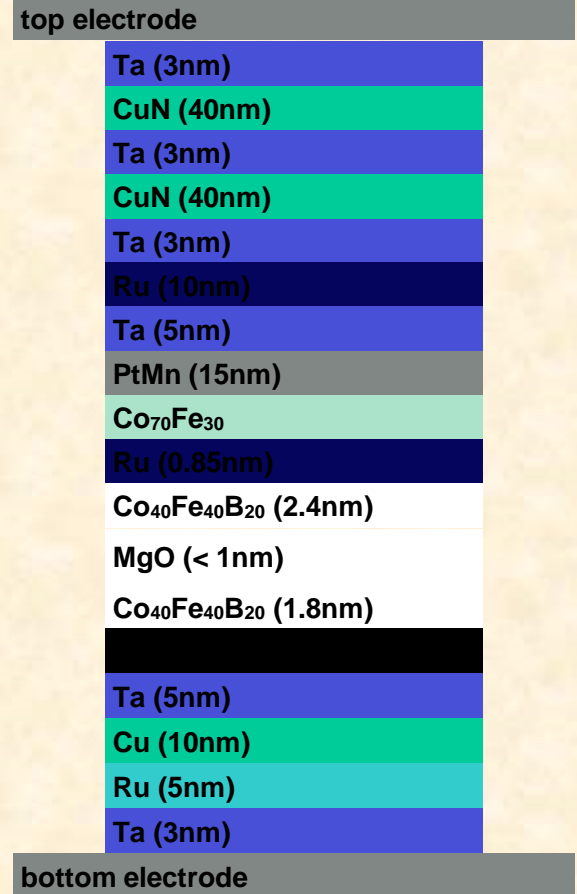 top electrode
Ta (3nm)
CuN (40nm)
Ta (3nm)
CuN (40nm)
Ta (3nm)
Ru (10nm)
Ta (5nm)
PtMn (15nm)
Co₇₀Fe₃₀
Ru (0.85nm)
Co₄₀Fe₄₀B₂₀ (2.4nm)
MgO (< 1nm)
Co₄₀Fe₄₀B₂₀ (1.8nm)
Ta (5nm)
Cu (10nm)
Ru (5nm)
Ta (3nm)
bottom electrode